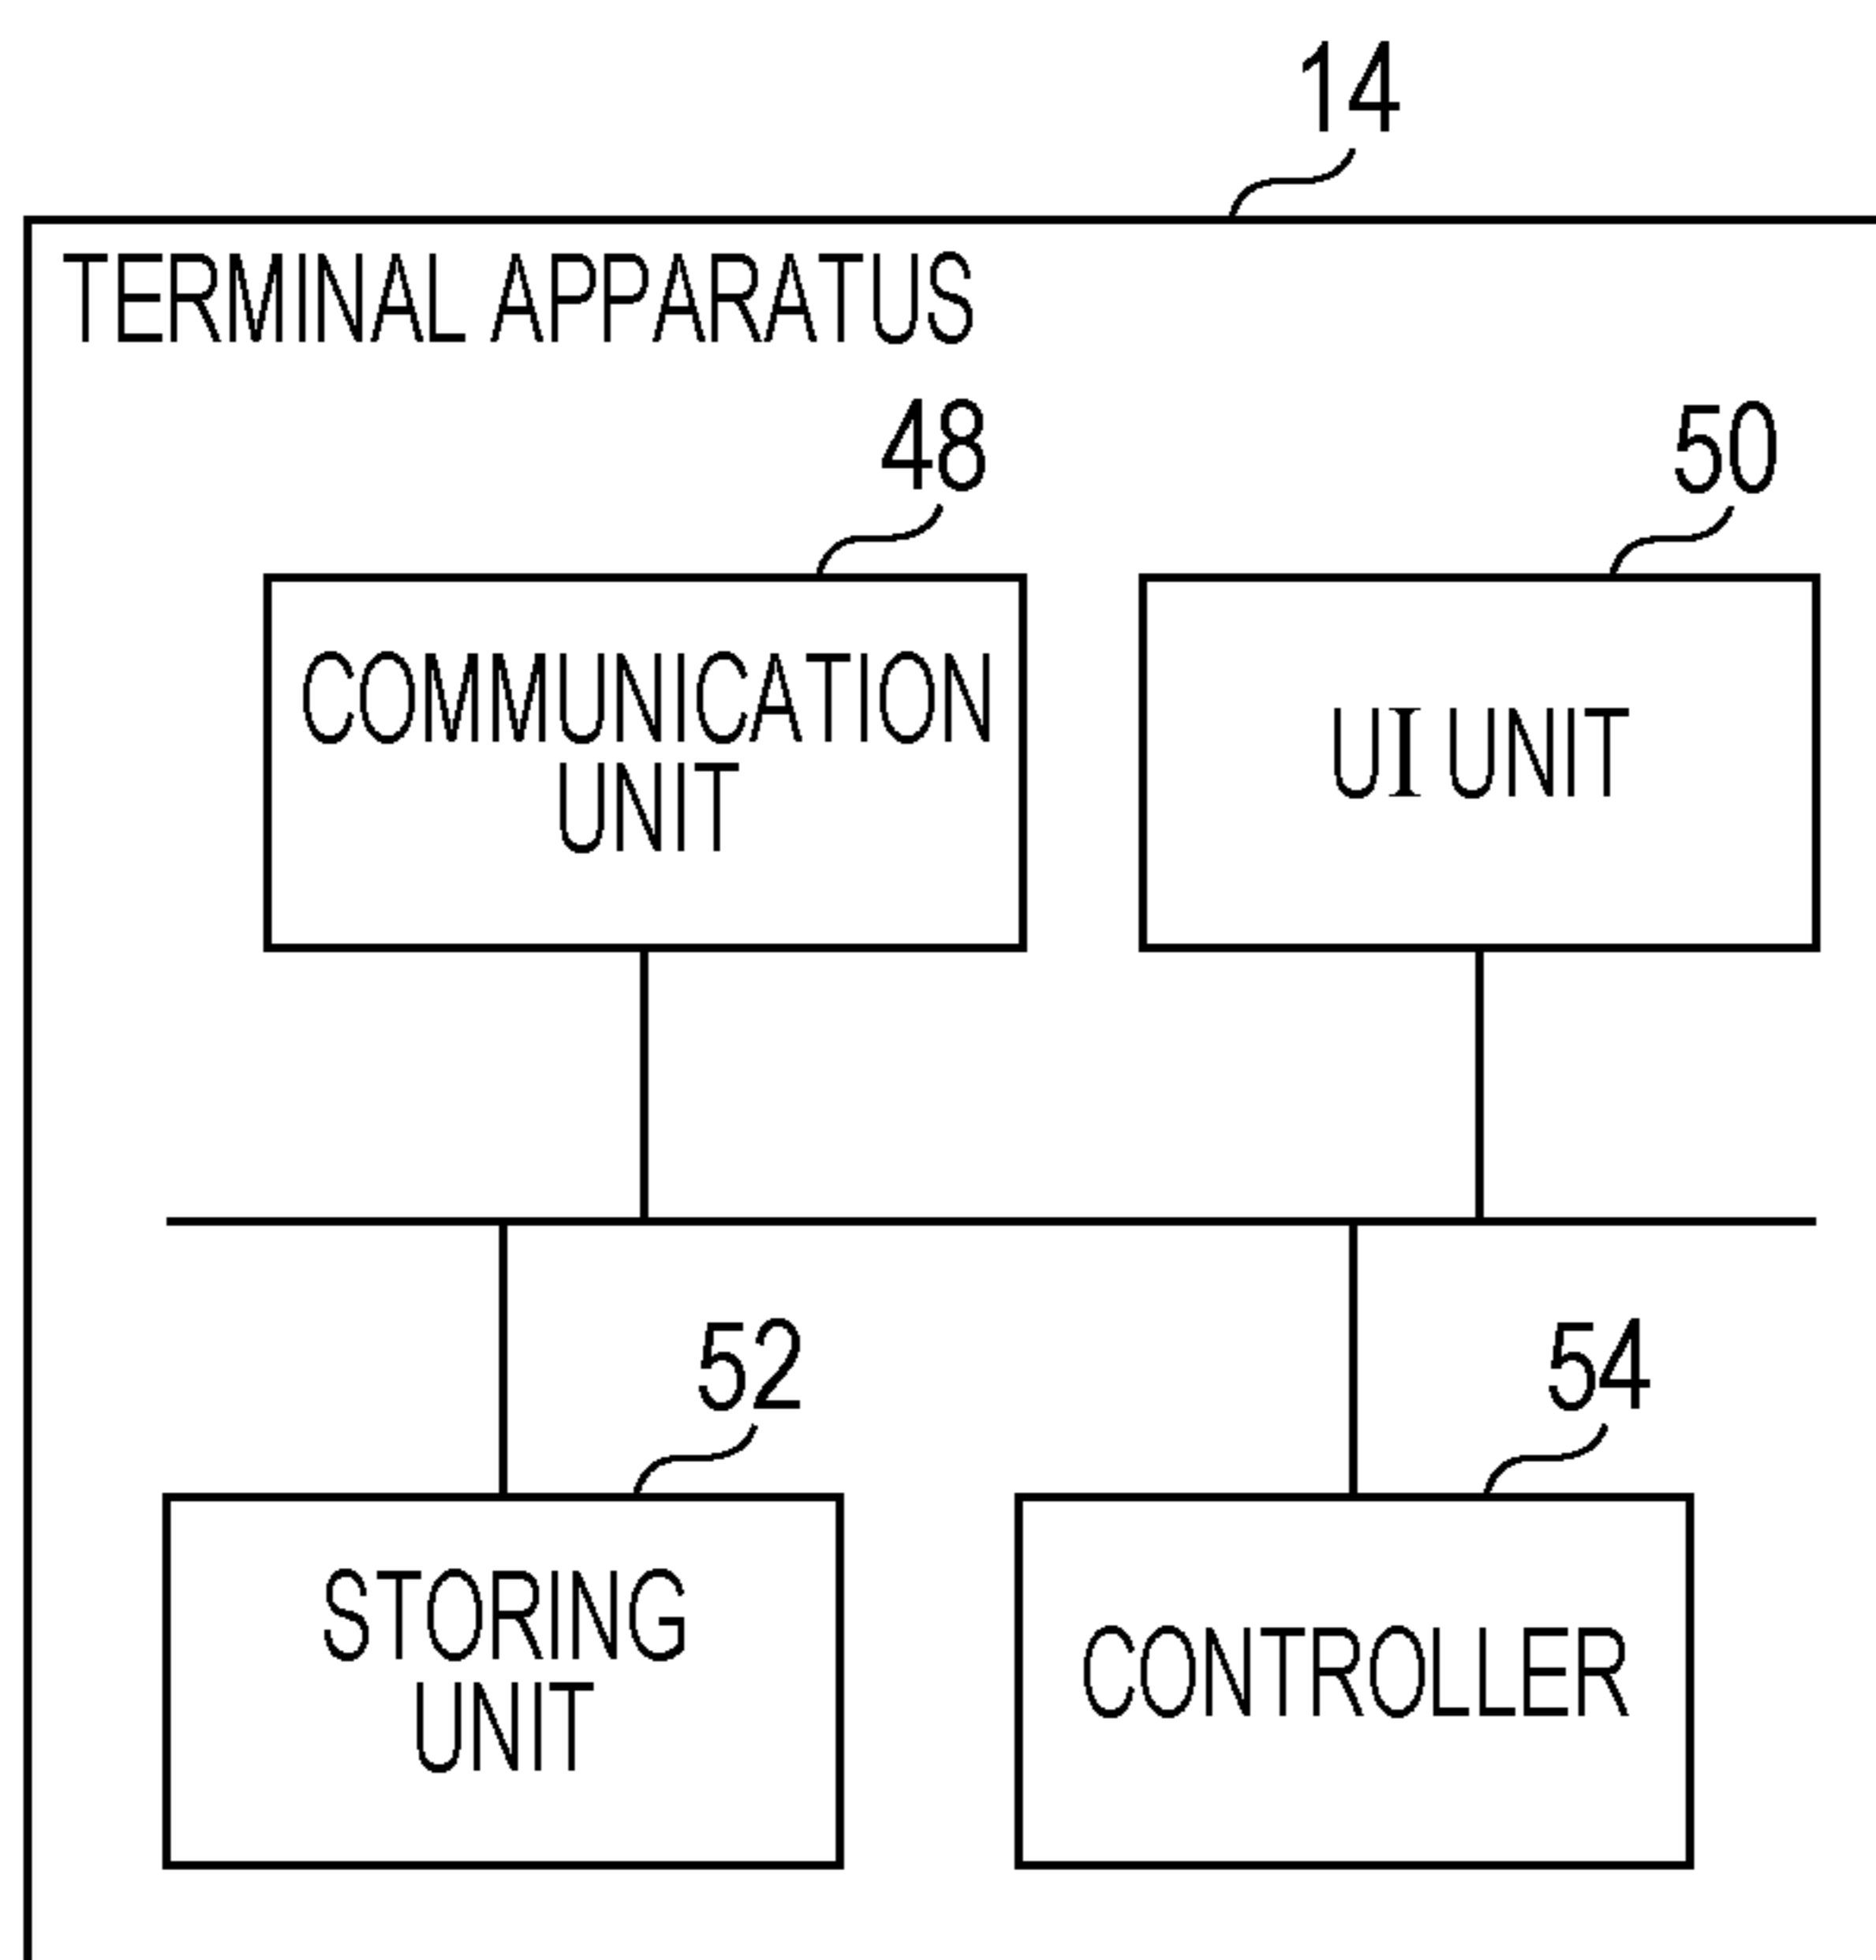 14
TERMINAL APPARATUS
48
50
COMMUNICATION
UNIT
UI UNIT
52
54
STORING
UNIT
CONTROLLER